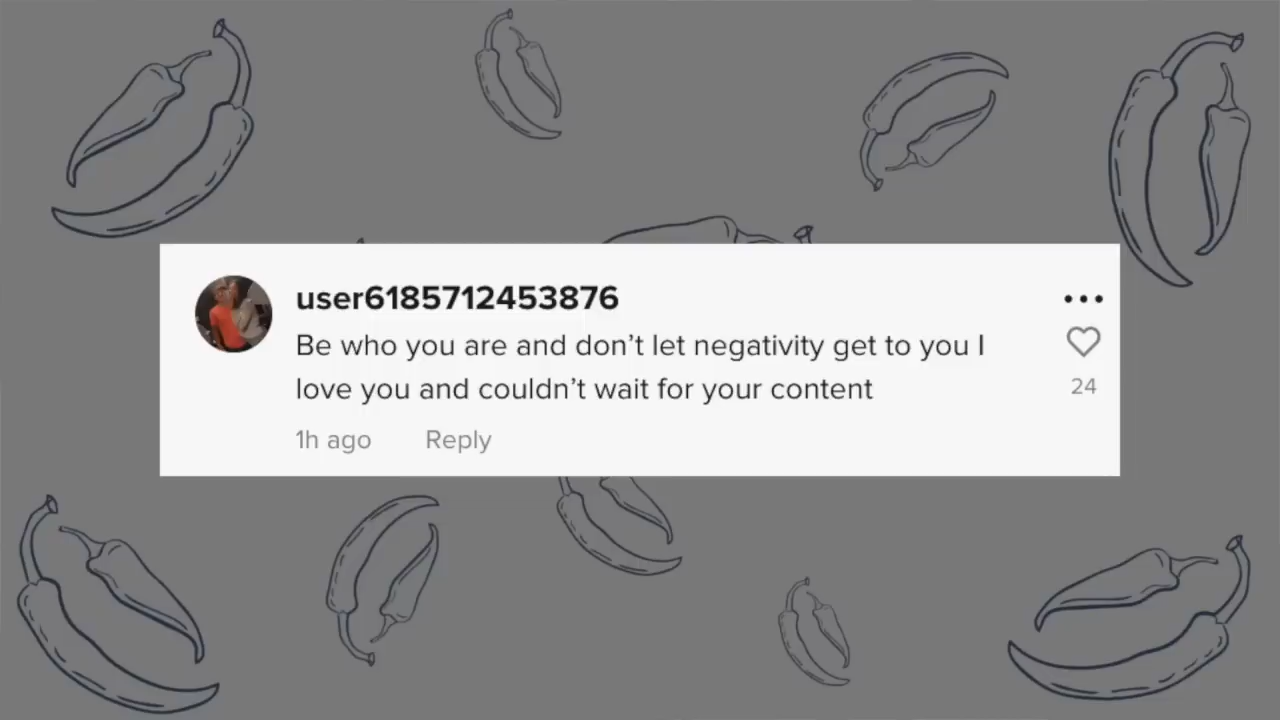 user6185712453876
Be who you are and don’t let negativity get to you I
love you and couldn’t wait for your content
24
1h ago Reply